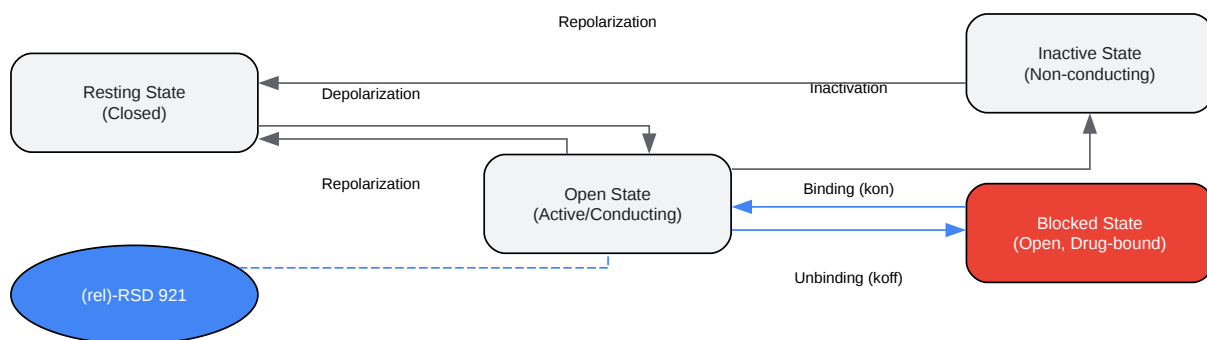 Repolarization
Inactive State
(Non-conducting)
Resting State
(Closed)
Depolarization
Inactivation
Repolarization
Open State
(Active/Conducting)
Binding (kon)
Blocked State
(Open, Drug-bound)
Unbinding (koff)
(rel)-RSD 921